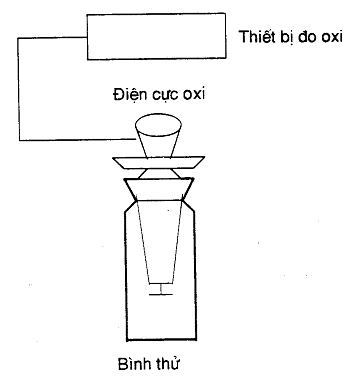 Thiết bị đo oxi
Điện cực oxi
Bình thử